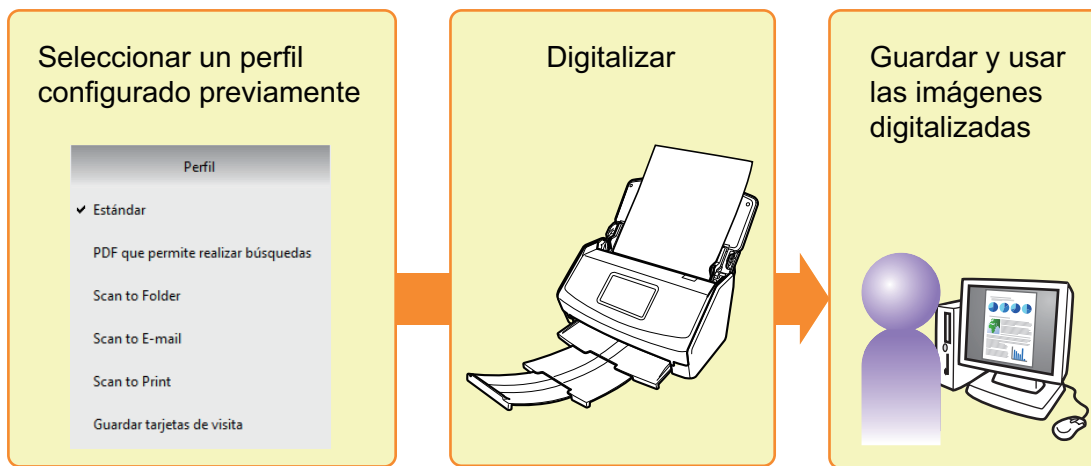 Seleccionar un perfil
configurado previamente
Perfil
✔ Estándar
PDF que permite realizar búsquedas
Scan to Folder
Scan to E-mail
Scan to Print
Guardar tarjetas de visita
Digitalizar
Guardar y usar
las imágenes
digitalizadas